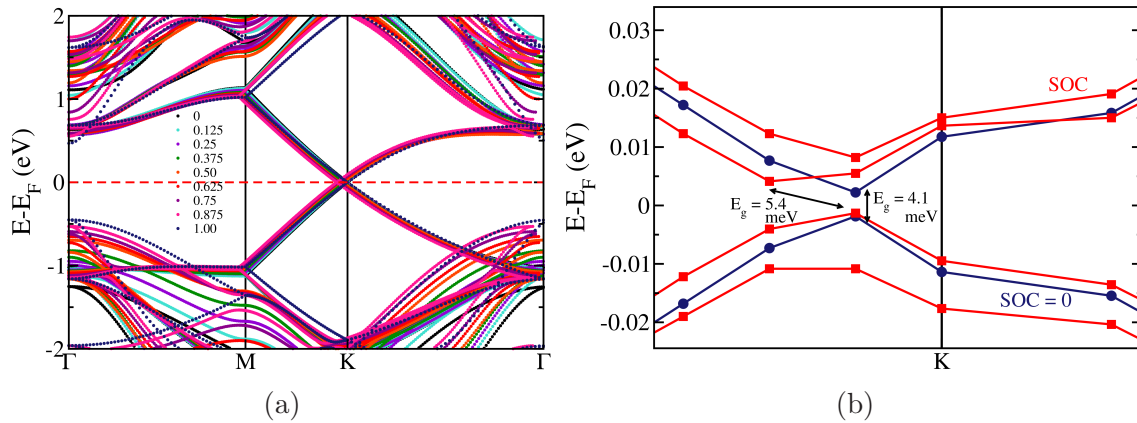 2
1
0
-1
-2
E-E_F (eV)
0
0.125
0.25
0.375
0.50
0.625
0.75
0.875
1.00
Γ
M
K
Γ
(a)
0.03
0.02
0.01
0
-0.01
-0.02
E-E_F (eV)
SOC
E_g = 5.4
meV
E_g = 4.1
meV
SOC = 0
K
(b)